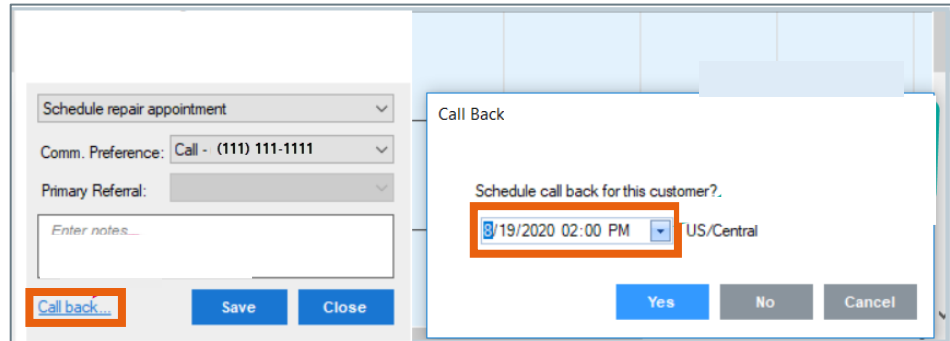 Schedule repair appointment
Comm. Preference: Call - (111) 111-1111
Primary Referral:
Enter notes...
Call back... Save Close
Call Back
Schedule call back for this customer?
8/19/2020 02:00 PM US/Central
Yes No Cancel